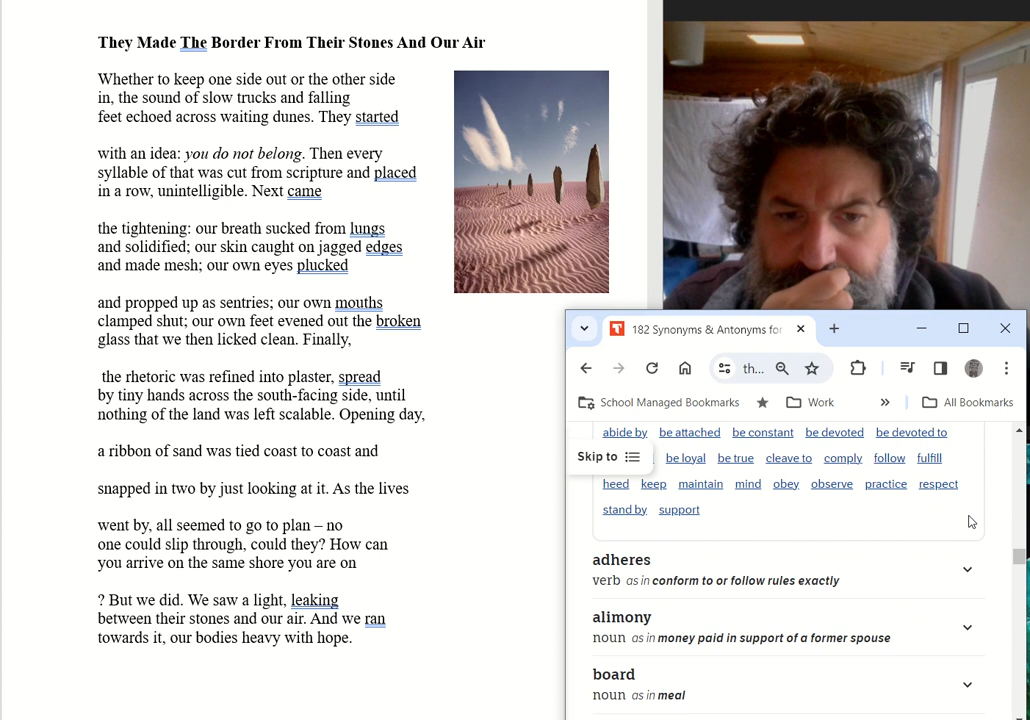 They Made The Border From Their Stones And Our Air
Whether to keep one side out or the other side
in, the sound of slow trucks and falling
feet echoed across waiting dunes. They started
with an idea: you do not belong. Then every
syllable of that was cut from scripture and placed
in a row, unintelligible. Next came
the tightening: our breath sucked from lungs
and solidified; our skin caught on jagged edges
and made mesh; our own eyes plucked
and propped up as sentries; our own mouths
clamped shut; our own feet evened out the broken
glass that we then licked clean. Finally,
the rhetoric was refined into plaster, spread
by tiny hands across the south-facing side, until
nothing of the land was left scalable. Opening day,
a ribbon of sand was tied coast to coast and
snapped in two by just looking at it. As the lives
went by, all seemed to go to plan – no
one could slip through, could they? How can
you arrive on the same shore you are on
? But we did. We saw a light, leaking
between their stones and our air. And we ran
towards it, our bodies heavy with hope.
182 Synonyms & Antonyms for
th...
School Managed Bookmarks Work All Bookmarks
abide by be attached be constant be devoted be devoted to
Skip to be loyal be true cleave to comply follow fulfill
heed keep maintain mind obey observe practice respect
stand by support
adheres
verb as in conform to or follow rules exactly
alimony
noun as in money paid in support of a former spouse
board
noun as in meal